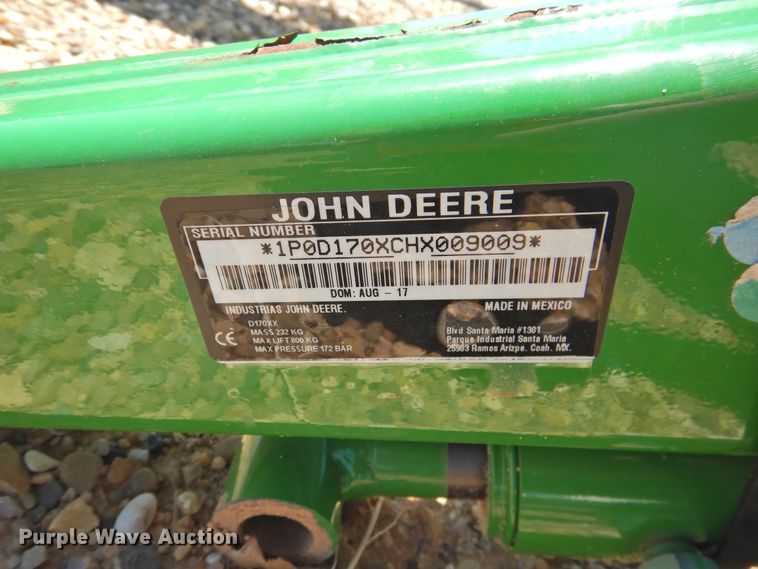 JOHN DEERE
SERIAL NUMBER
*1P0D170XCHX009009*
DOM: AUG - 17
INDUSTRIAS JOHN DEERE.
MADE IN MEXICO
D170XX
MASS 232 KG
MAX LIFT 800 KG
MAX PRESSURE 172 BAR
CE
Blvd Santa Maria #1301
Parque Industrial Santa Maria
25903 Ramos Arizpe. Coah. MX.
Purple Wave Auction